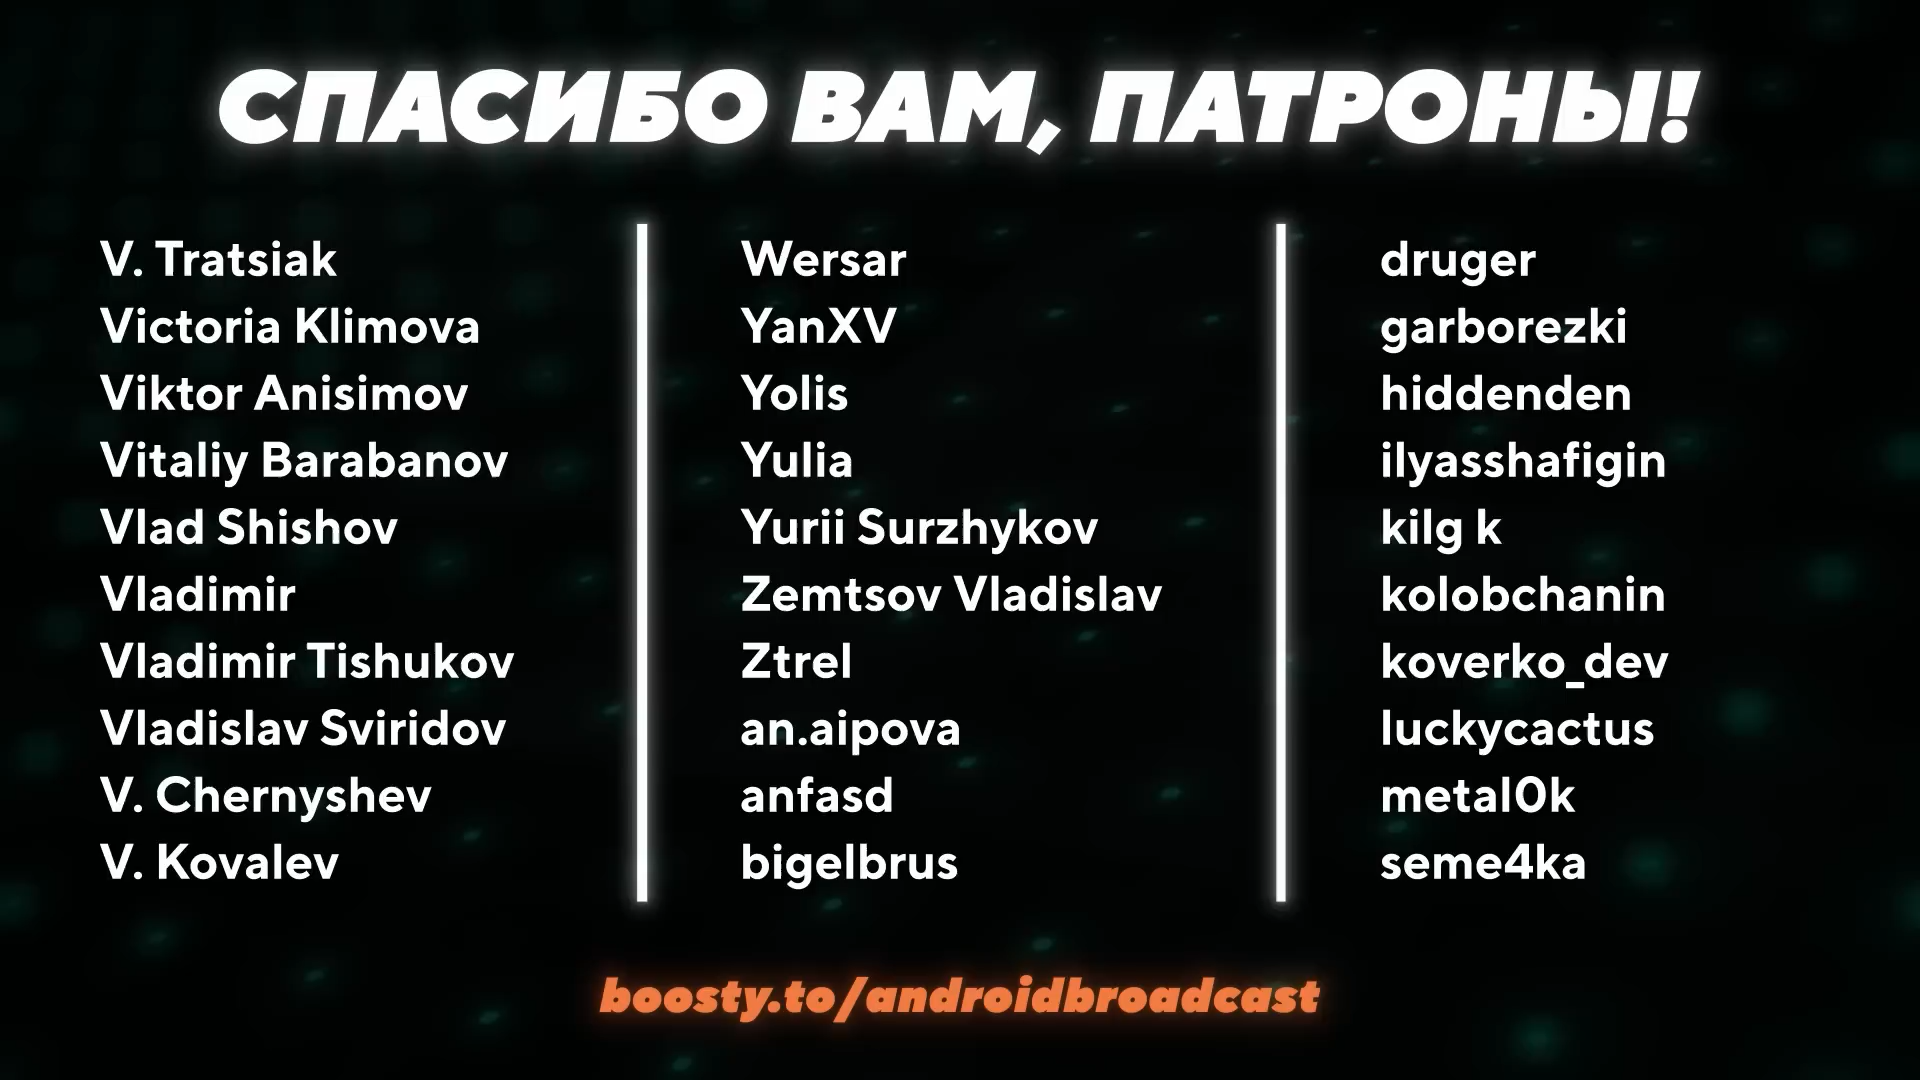 СПАСИБО ВАМ, ПАТРОНЫ!
V. Tratsiak
Victoria Klimova
Viktor Anisimov
Vitaliy Barabanov
Vlad Shishov
Vladimir
Vladimir Tishukov
Vladislav Sviridov
V. Chernyshev
V. Kovalev
Wersar
YanXV
Yolis
Yulia
Yurii Surzhykov
Zemtsov Vladislav
Ztrel
an.aipova
anfasd
bigelbrus
druger
garborezki
hiddenden
ilyasshafigin
kilg k
kolobchanin
koverko_dev
luckycactus
metal0k
seme4ka
boosty.to/androidbroadcast